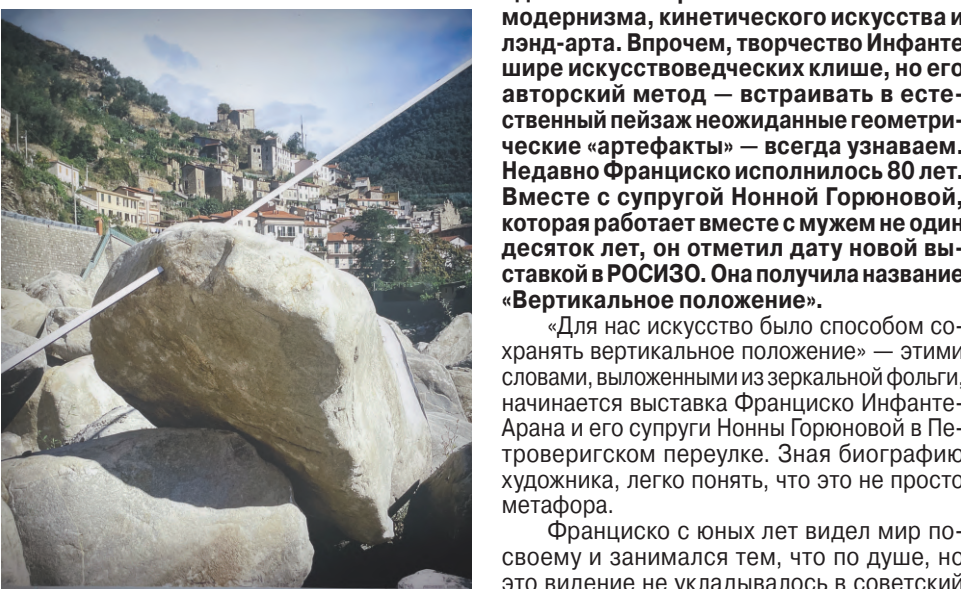 модернизма, кинетического искусства и
лэнд-арта. Впрочем, творчество Инфанте
шире искусствоведческих клише, но его
авторский метод — встраивать в есте-
ственный пейзаж неожиданные геометри-
ческие «артефакты» — всегда узнаваем.
Недавно Франциско исполнилось 80 лет.
Вместе с супругой Нонной Горюновой,
которая работает вместе с мужем не один
десяток лет, он отметил дату новой вы-
ставкой в РОСИЗО. Она получила название
«Вертикальное положение».
«Для нас искусство было способом со-
хранять вертикальное положение» — этими
словами, выложенными из зеркальной фольги,
начинается выставка Франциско Инфанте-
Арана и его супруги Нонны Горюновой в Пе-
троверигском переулке. Зная биографию
художника, легко понять, что это не просто
метафора.
Франциско с юных лет видел мир по-
своему и занимался тем, что по душе, но
это видение не укладывалось в советский